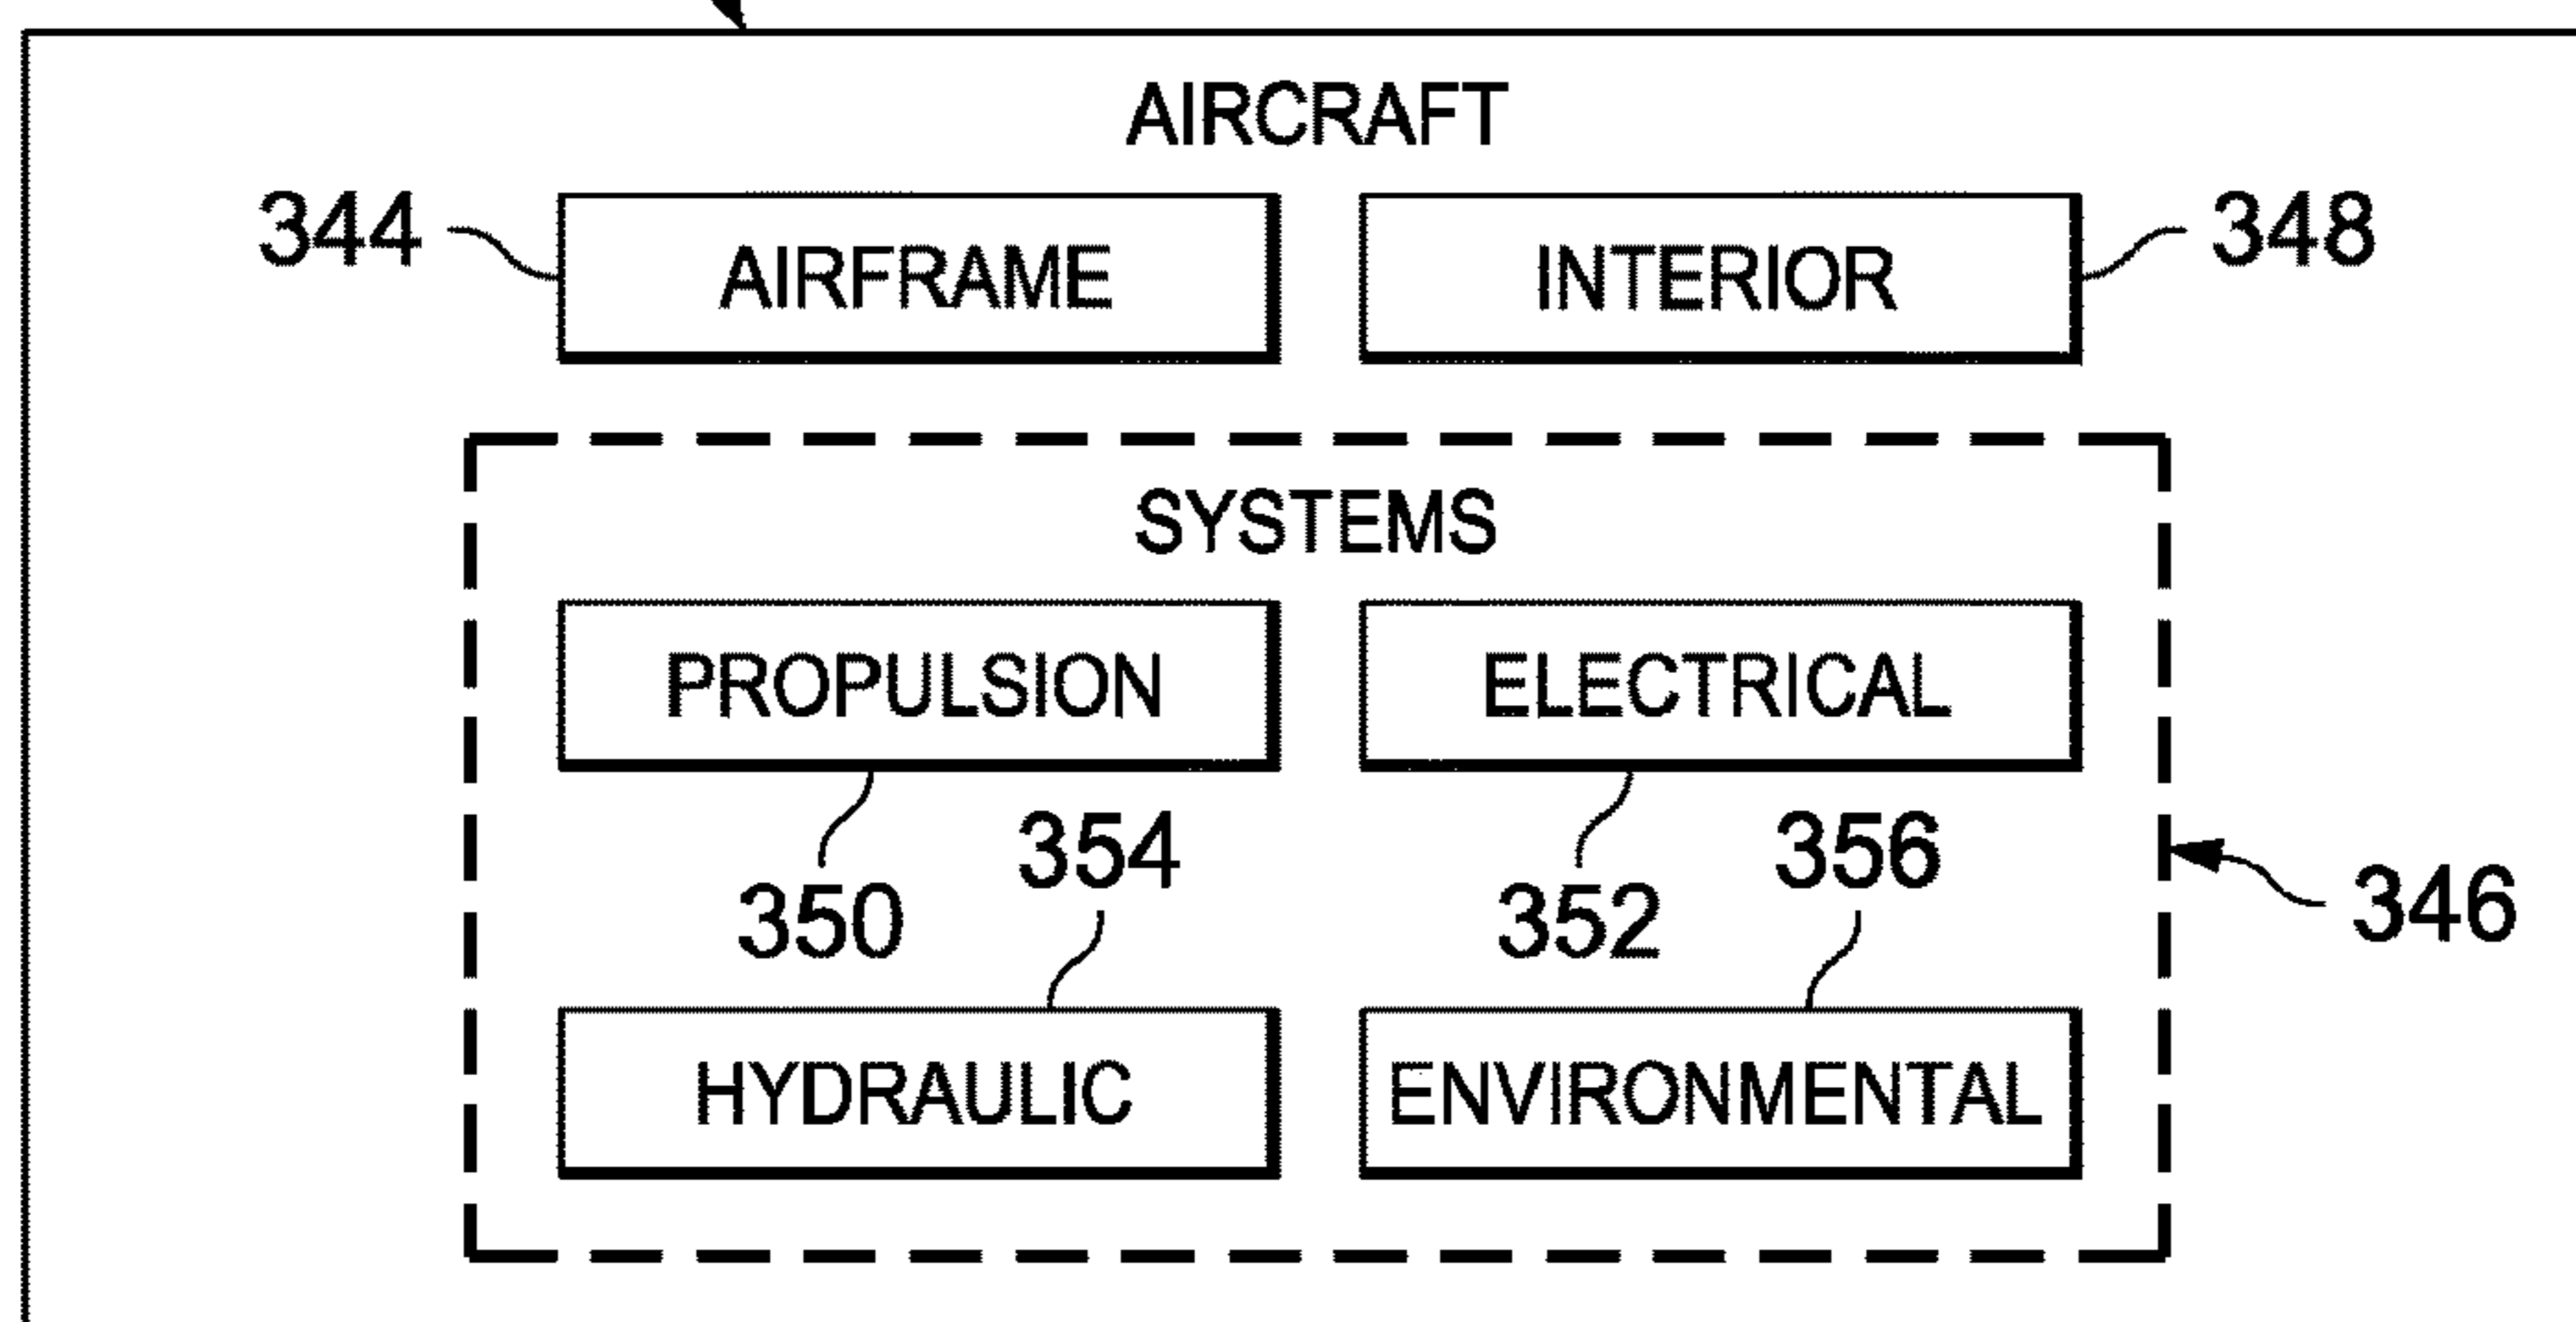 AIRCRAFT
344 AIRFRAME INTERIOR 348
SYSTEMS
PROPULSION ELECTRICAL
354 356
350 352 346
HYDRAULIC ENVIRONMENTAL